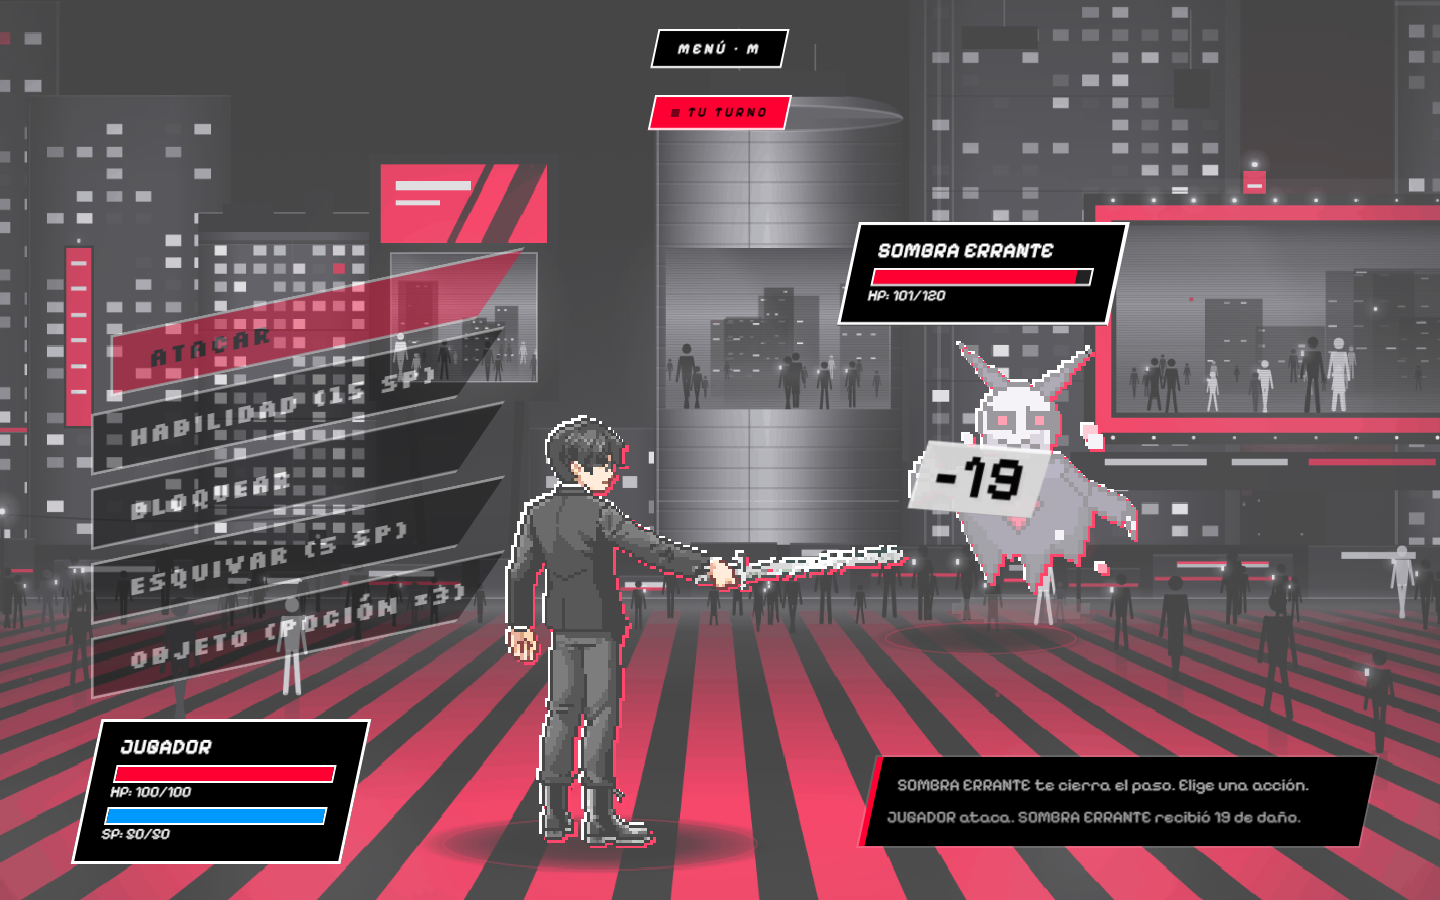 MENÚ · M
TU TURNO
SOMBRA ERRANTE
HP: 101/120
ATACAR
HABILIDAD (15 SP)
BLOQUEAR
ESQUIVAR (5 SP)
OBJETO (POCIÓN x3)
-19
JUGADOR
HP: 100/100
SP: 80/80
SOMBRA ERRANTE te cierra el paso. Elige una acción.
JUGADOR ataca. SOMBRA ERRANTE recibió 19 de daño.